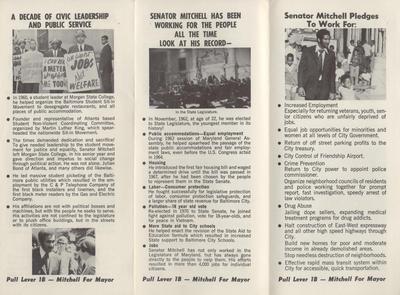 A DECADE OF CIVIC LEADERSHIP
AND PUBLIC SERVICE
JOBS
NOT
WELFARE
In 1960, a student leader at Morgan State College,
he helped organize the Baltimore Student Sit-In
Movement to desegregate restaurants, and all
places of public accommodation.
Founder and representative of Atlanta based
Student Non-violent Coordinating Committee,
organized by Martin Luther King, which spear-
headed the nationwide Sit-In Movement.
The times demanded dedication and sacrifice!
To give needed leadership to the student move-
ment for justice and equality, Senator Mitchell
left Morgan State College, in his senior year and
gave direction and impetus to social change
through political action. He was not alone. Julian
Bond of Atlanta, and many others did likewise.
He led massive student picketing of the Balti-
more public utilities which resulted in the em-
ployment by the C & P Telephone Company of
the first black installers and linemen, and the
first black meter readers by the Gas and Electric
Company.
His affiliations are not with political bosses and
machines, but with the people he seeks to serve.
His activities are not confined to the legislature
or to plush office buildings, but in the streets
with its citizens.
Pull Lever 1B — Mitchell For Mayor
SENATOR MITCHELL HAS BEEN
WORKING FOR THE PEOPLE
ALL THE TIME
LOOK AT HIS RECORD—
In the State Legislature.
In November, 1962, at age of 22, he was elected
to State Legislature, the youngest member in its
history!
Public accommodations—Equal employment
During 1963 session of Maryland General As-
sembly, he helped spearhead the passage of the
state public accommodations and fair employ-
ment laws, even before the U.S. Congress acted
in 1964.
Housing
He introduced the first fair housing bill and waged
a determined drive until the bill was passed in
1967, after he had been chosen by the people
to represent them in the State Senate.
Labor—Consumer protection
He fought successfully for legislative protection
of labor, consumer protection safeguards, and
a larger share of state revenue for Baltimore City.
Pollution—18 year old vote
Re-elected in 1970 to State Senate, he joined
fight against pollution, vote for 18-year-olds, and
for peace in Vietnam.
More State aid to City schools
He helped enact the revision of the State Aid to
Education formula which resulted in increased
State support to Baltimore City Schools.
Jobs
Senator Mitchell has not only worked in the
Legislature of Maryland, but has always gone
directly to the people to help them. His efforts
resulted in more than 4,000 jobs for individual
citizens.
Pull Lever 1B — Mitchell For Mayor
Senator Mitchell Pledges
To Work For:
Increased Employment
Especially for returning veterans, youth, sen-
ior citizens who are unfairly deprived of
jobs.
Equal job opportunities for minorities and
women at all levels of City Government.
Return of off street parking profits to the
City treasury.
City Control of Friendship Airport.
Crime Prevention
Return to City power to appoint police
commissioner.
Organize neighborhood councils of residents
and police working together for prompt
report, fast investigation, speedy arrest of
law violators.
Drug Abuse
Jailing dope sellers, expanding medical
treatment programs for drug addicts.
Halt construction of East-West expressway
and all other high speed highways through
City.
Build new homes for poor and moderate
income in already demolished areas.
Stop needless destruction of neighborhoods.
Effective rapid mass transit system within
City for accessible, quick transportation.
Pull Lever 1B — Mitchell For Mayor